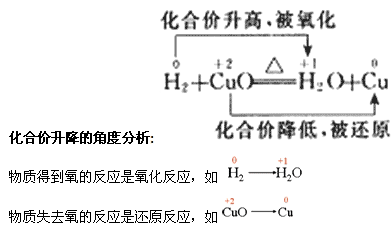 化合价升高,被氧化
0 +2 +1 0
H₂+CuO ≜ H₂O+Cu
化合价降低,被还原
化合价升降的角度分析:
0 +1
物质得到氧的反应是氧化反应，如 H₂→H₂O
+2 0
物质失去氧的反应是还原反应，如 CuO→Cu